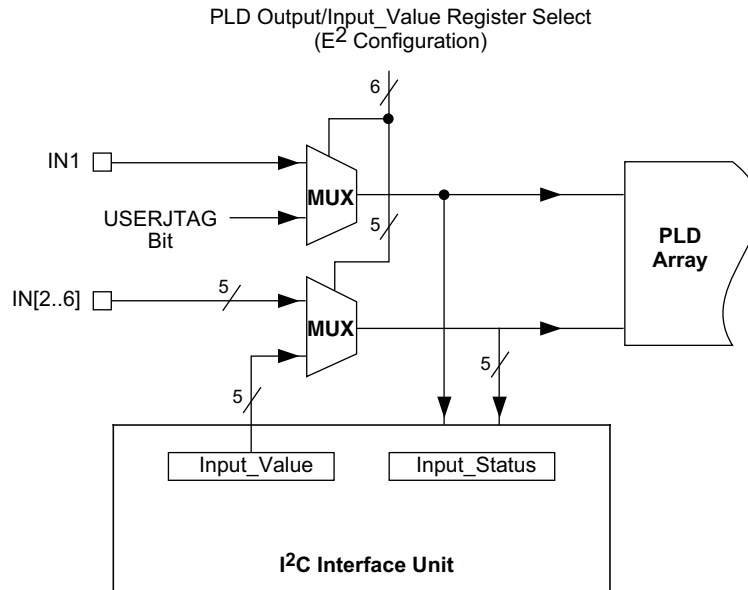 PLD Output/Input_Value Register Select
(E² Configuration)
6
IN1
MUX
USERJTAG
Bit
5
PLD
Array
IN[2..6]
5
MUX
5
5
Input_Value
Input_Status
I²C Interface Unit